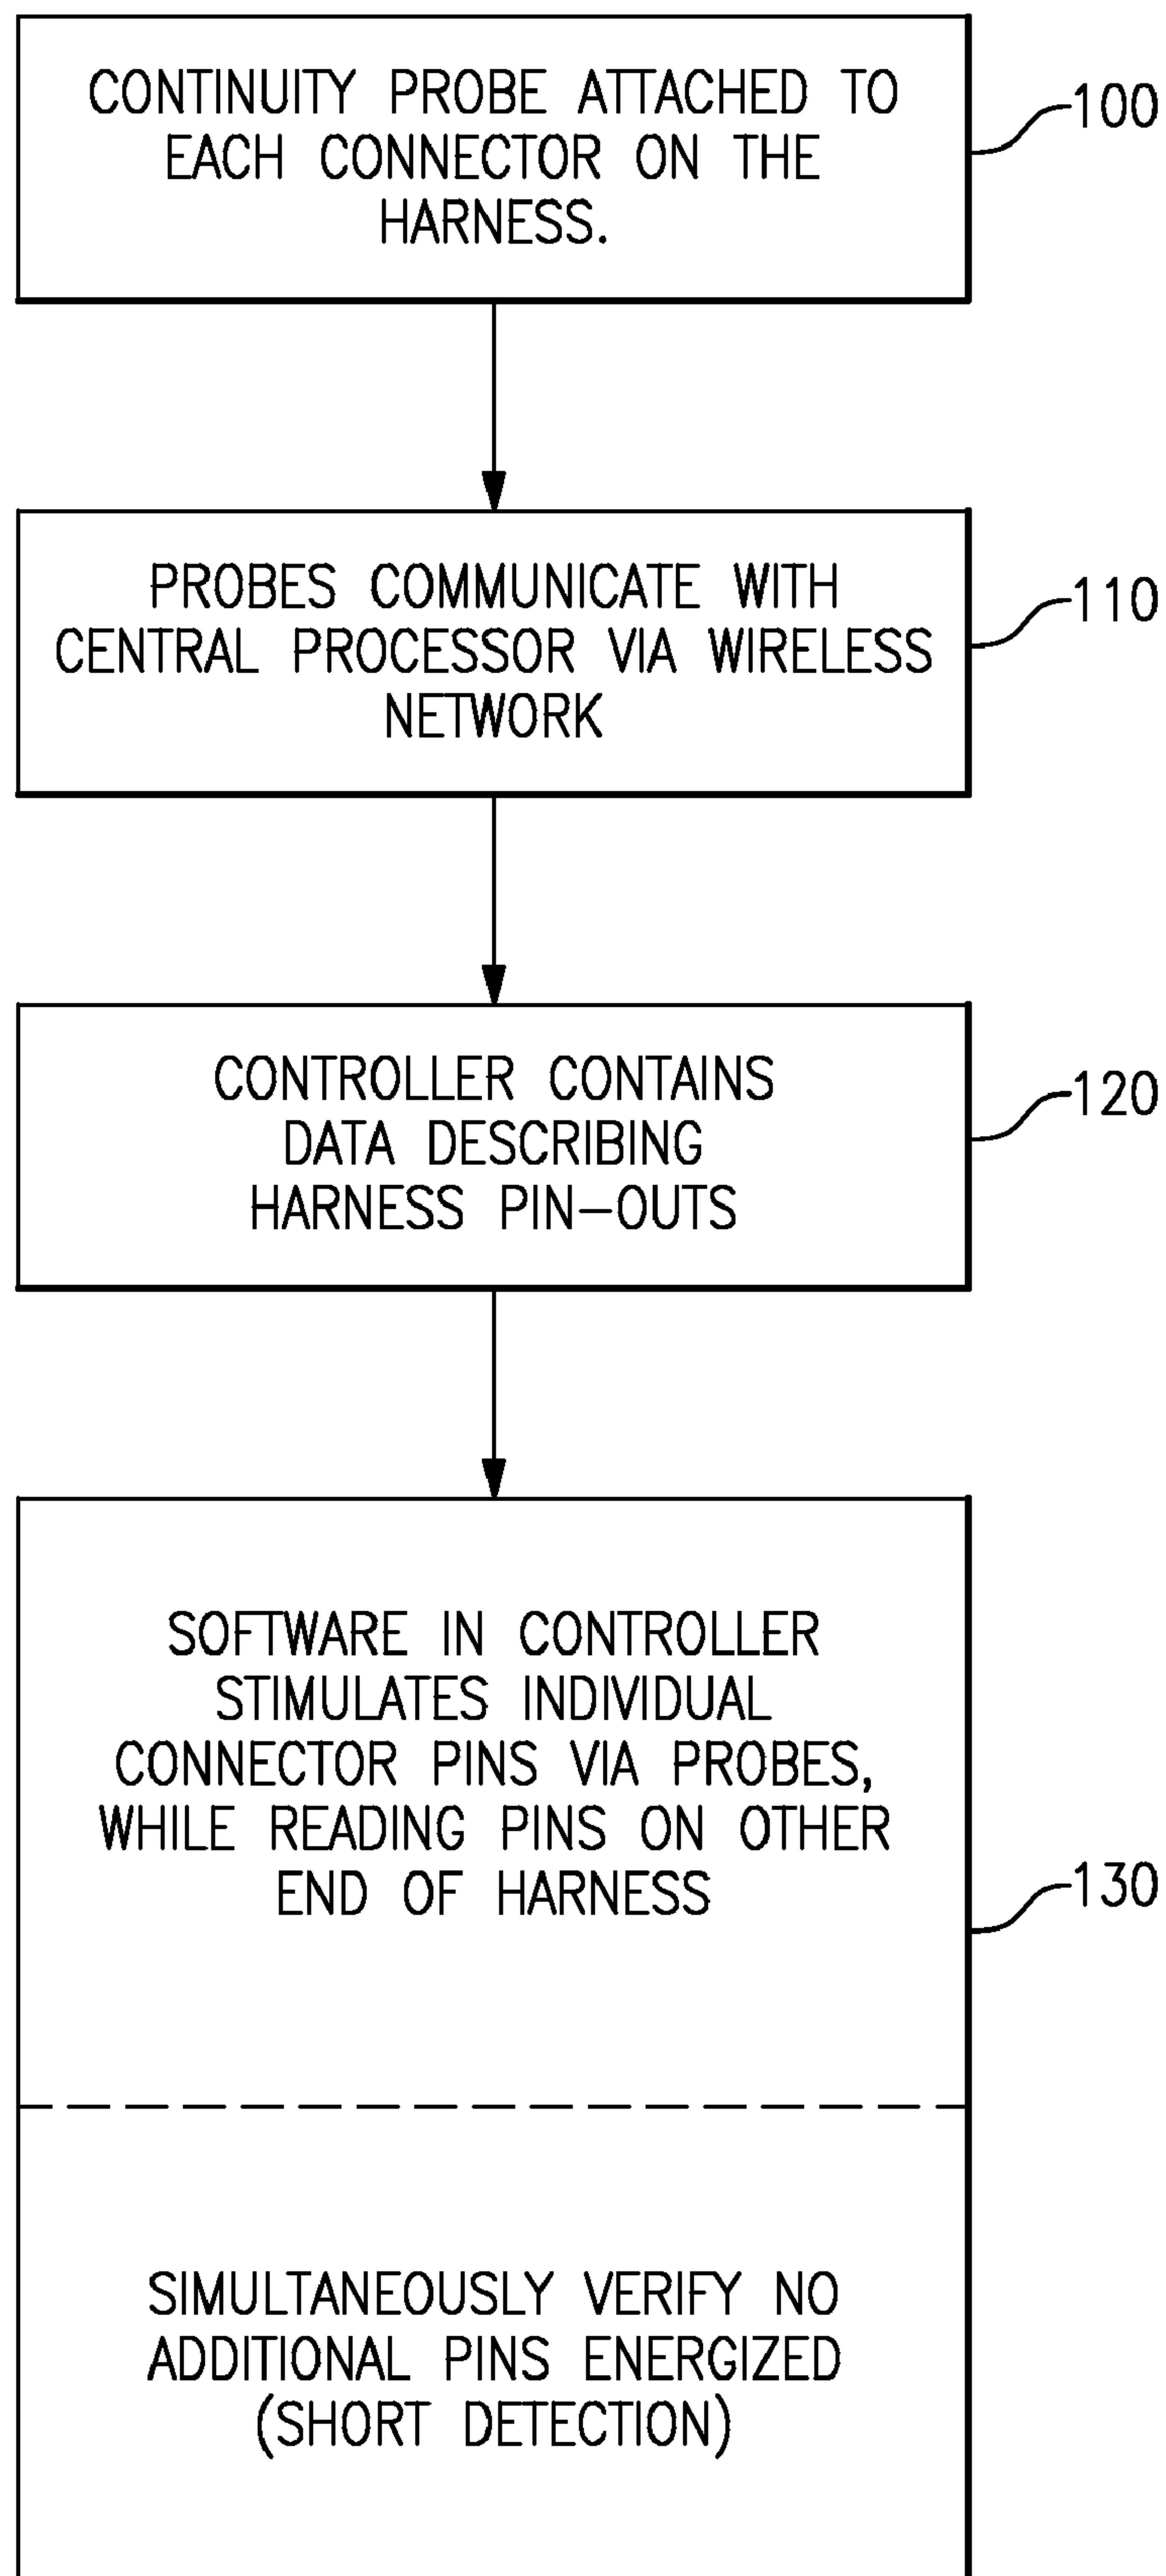 CONTINUITY PROBE ATTACHED TO
EACH CONNECTOR ON THE
HARNESS.
100
PROBES COMMUNICATE WITH
CENTRAL PROCESSOR VIA WIRELESS
NETWORK
110
CONTROLLER CONTAINS
DATA DESCRIBING
HARNESS PIN-OUTS
120
SOFTWARE IN CONTROLLER
STIMULATES INDIVIDUAL
CONNECTOR PINS VIA PROBES,
WHILE READING PINS ON OTHER
END OF HARNESS
130
SIMULTANEOUSLY VERIFY NO
ADDITIONAL PINS ENERGIZED
(SHORT DETECTION)